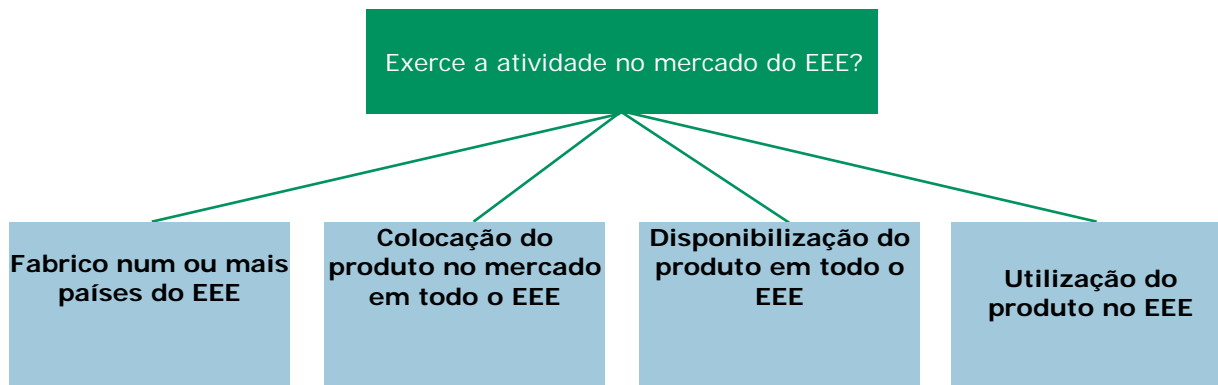 Exerce a atividade no mercado do EEE?
Fabrico num ou mais
países do EEE
Colocação do
produto no mercado
em todo o EEE
Disponibilização do
produto em todo o
EEE
Utilização do
produto no EEE